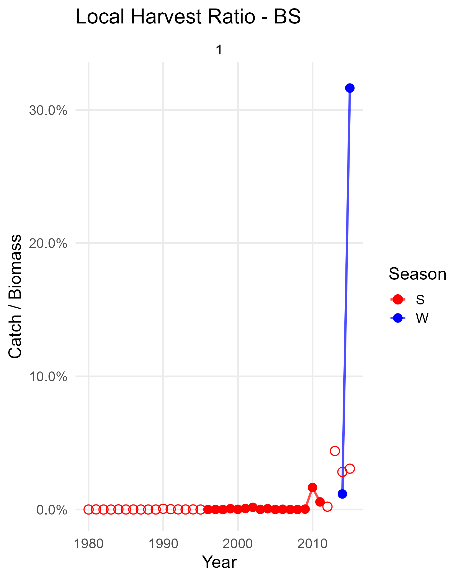 Local Harvest Ratio - BS
1
Catch / Biomass
30.0%
20.0%
10.0%
0.0%
1980
1990
2000
2010
Year
Season
S
W